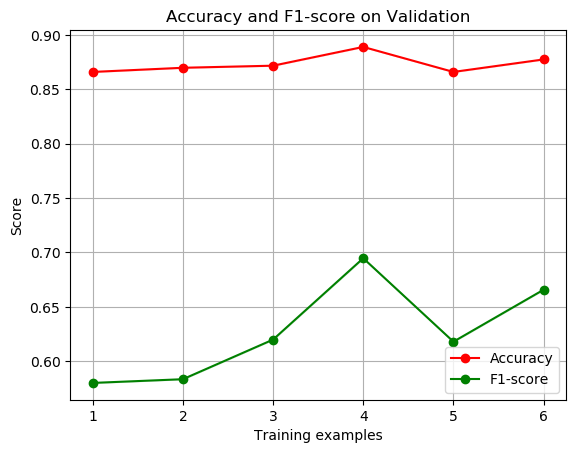 Accuracy and F1-score on Validation
0.90
0.85
0.80
0.75
0.70
0.65
0.60
Score
Accuracy
F1-score
1 2 3 4 5 6
Training examples